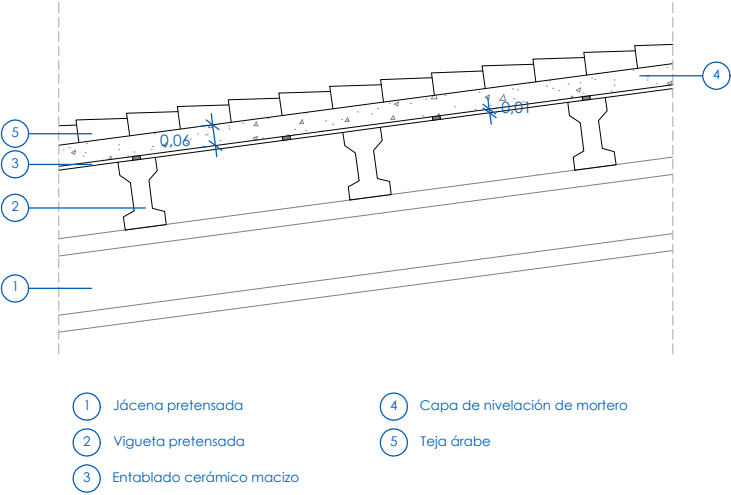 4
5
0,06
0,01
3
2
1
1 Jácena pretensada
2 Vigueta pretensada
3 Entablado cerámico macizo
4 Capa de nivelación de mortero
5 Teja árabe